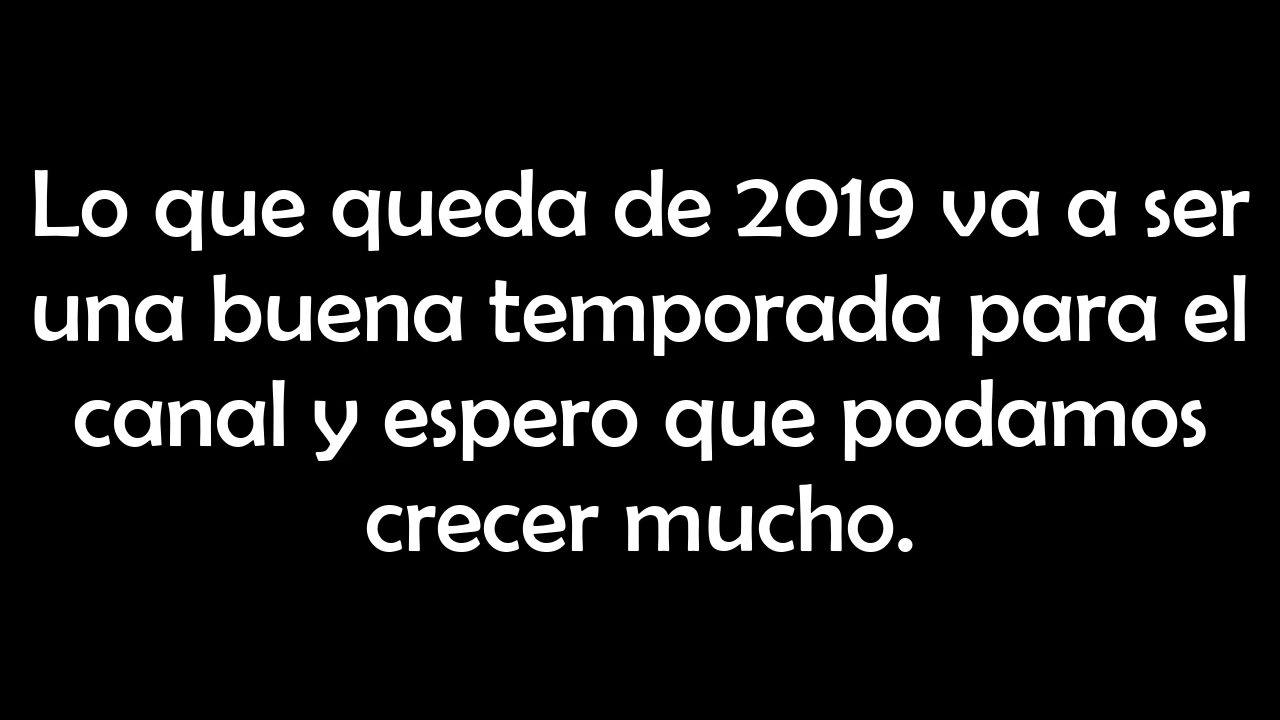 Lo que queda de 2019 va a ser
una buena temporada para el
canal y espero que podamos
crecer mucho.